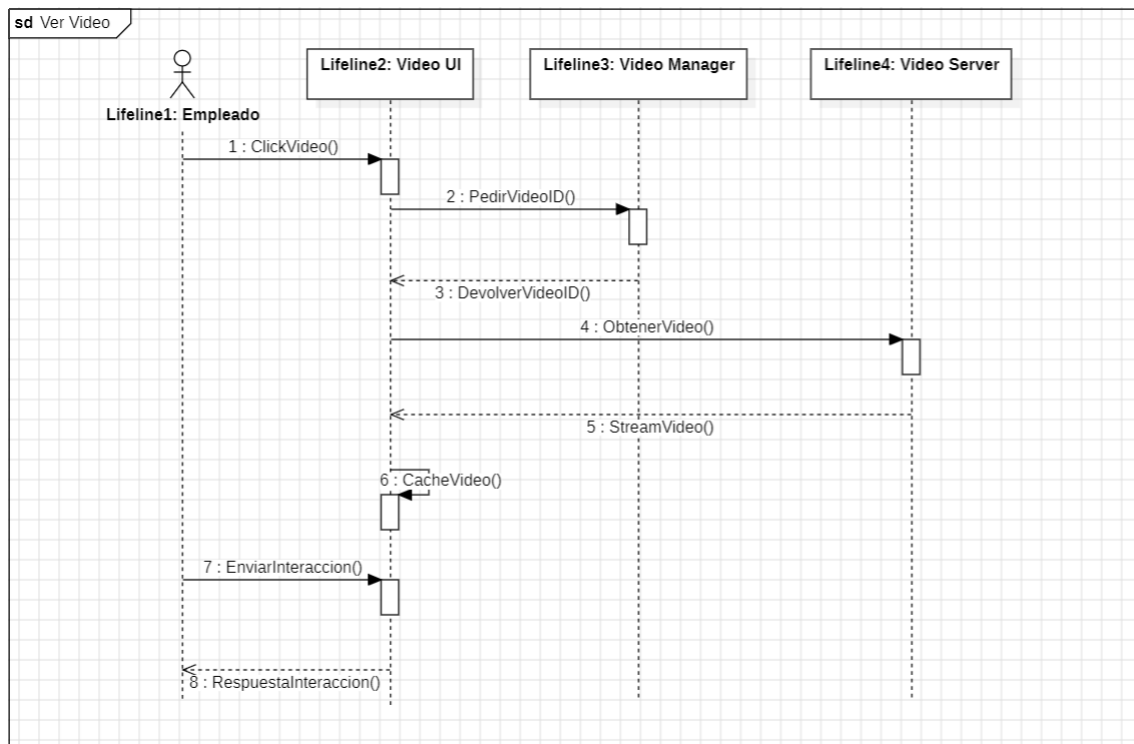 sd Ver Video
Lifeline2: Video UI
Lifeline3: Video Manager
Lifeline4: Video Server
Lifeline1: Empleado
1 : ClickVideo()
2 : PedirVideoID()
3 : DevolverVideoID()
4 : ObtenerVideo()
5 : StreamVideo()
6 : CacheVideo()
7 : EnviarInteraccion()
8 : RespuestaInteraccion()